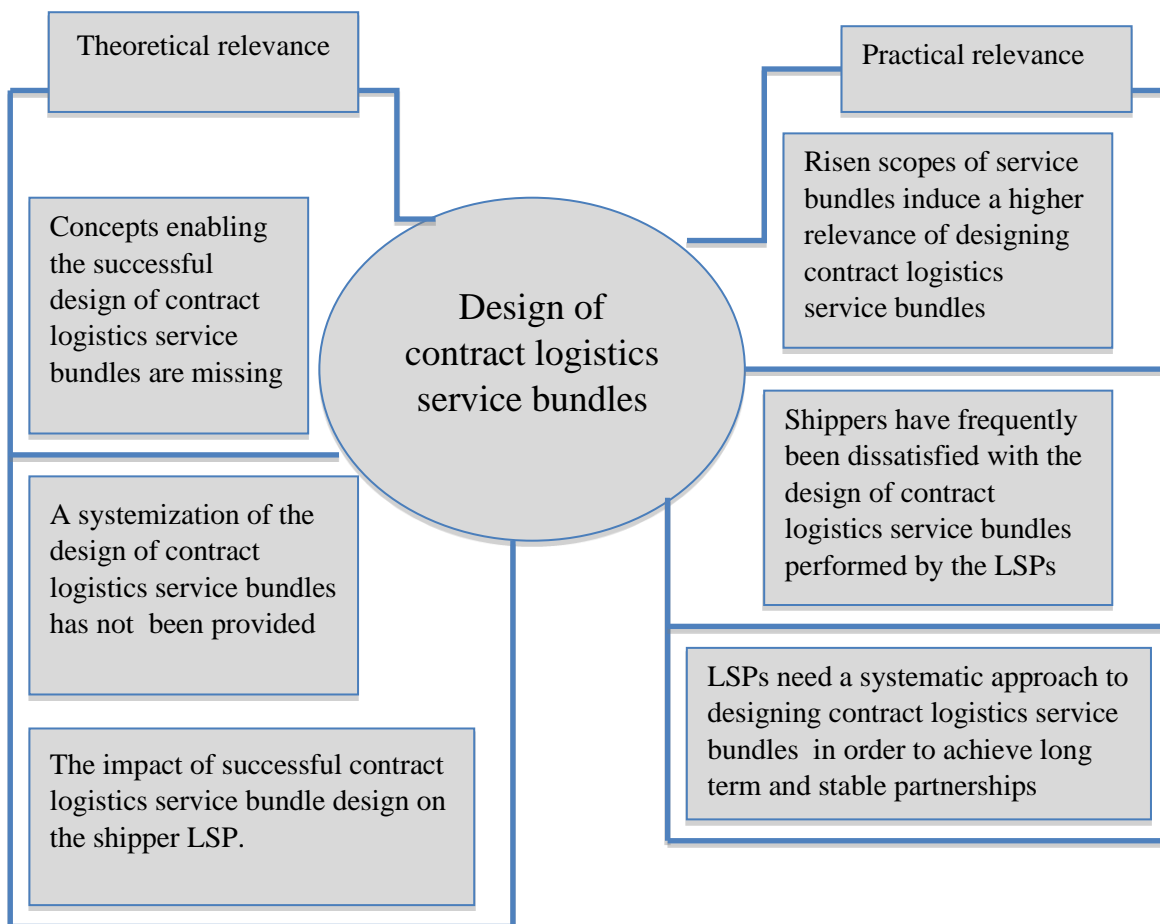 Theoretical relevance
Concepts enabling
the successful
design of contract
logistics service
bundles are missing
A systemization of the
design of contract
logistics service bundles
has not been provided
The impact of successful contract
logistics service bundle design on
the shipper LSP.
Design of
contract logistics
service bundles
Practical relevance
Risen scopes of service
bundles induce a higher
relevance of designing
contract logistics
service bundles
Shippers have frequently
been dissatisfied with the
design of contract
logistics service bundles
performed by the LSPs
LSPs need a systematic approach to
designing contract logistics service
bundles in order to achieve long
term and stable partnerships